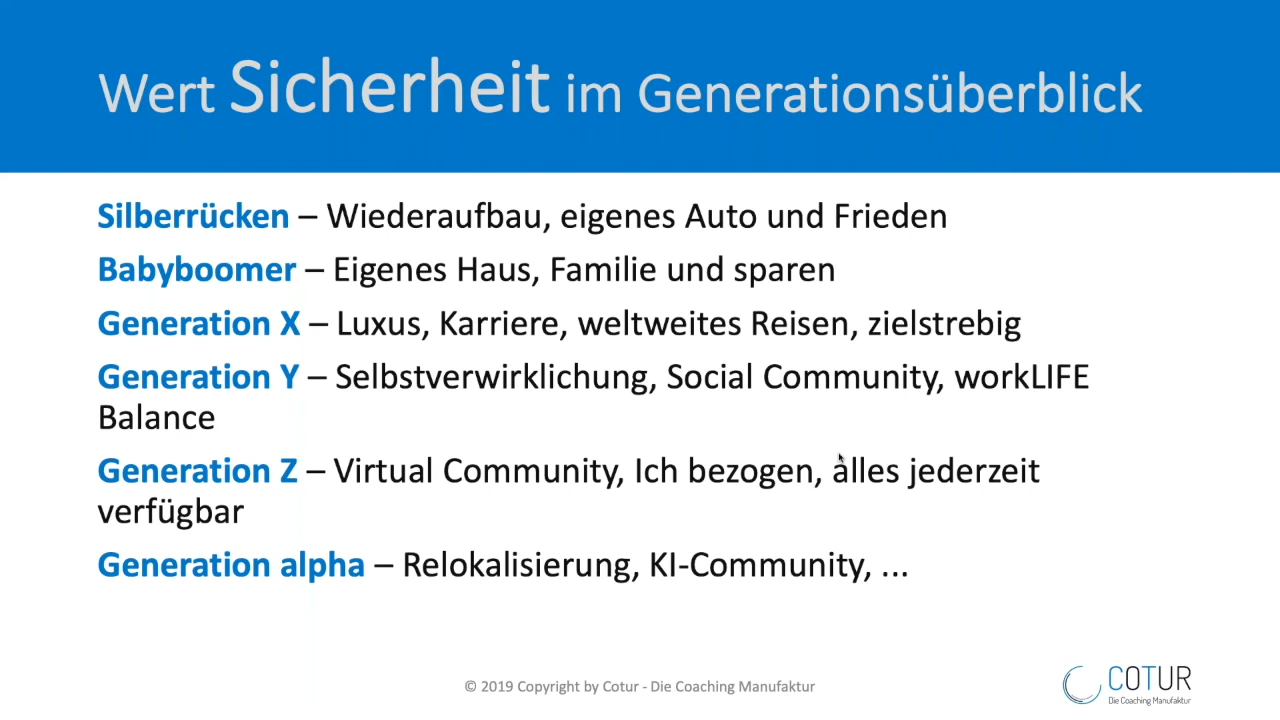 Wert Sicherheit im Generationsüberblick
Silberrücken – Wiederaufbau, eigenes Auto und Frieden
Babyboomer – Eigenes Haus, Familie und sparen
Generation X – Luxus, Karriere, weltweites Reisen, zielstrebig
Generation Y – Selbstverwirklichung, Social Community, workLIFE
Balance
Generation Z – Virtual Community, Ich bezogen, alles jederzeit
verfügbar
Generation alpha – Relokalisierung, KI-Community, ...
© 2019 Copyright by Cotur - Die Coaching Manufaktur
COTUR
Die Coaching Manufaktur